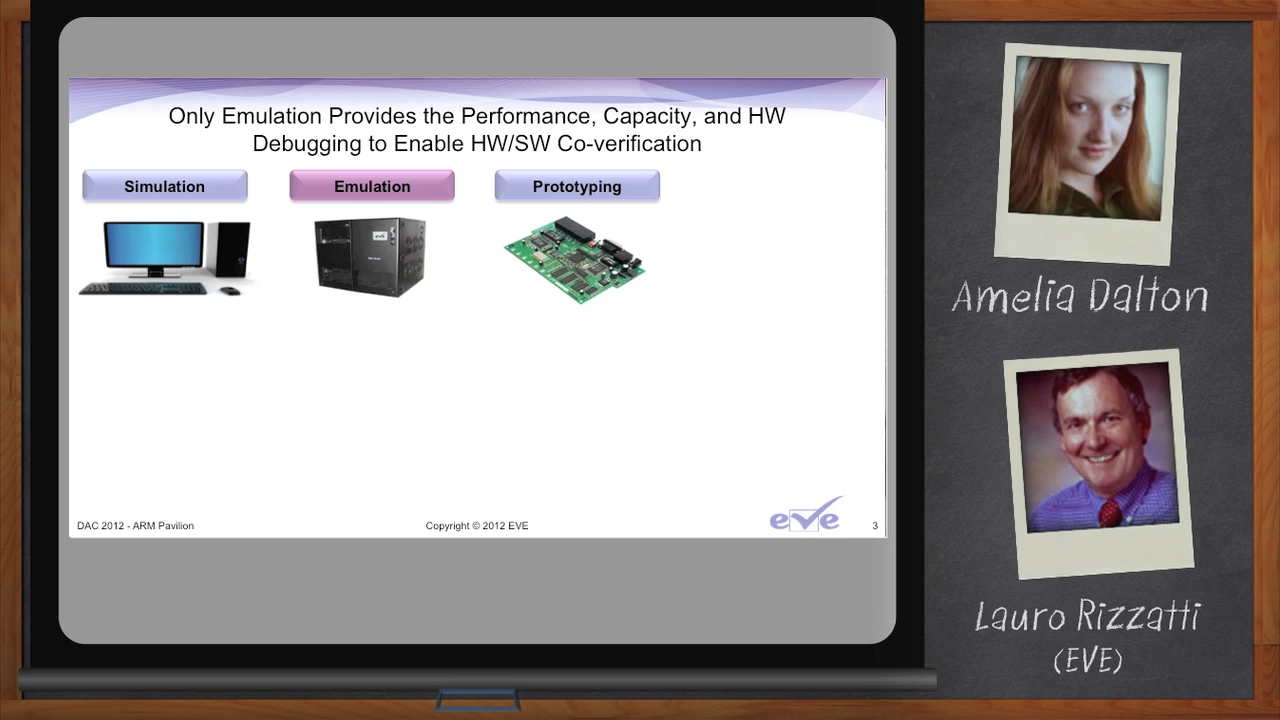 Only Emulation Provides the Performance, Capacity, and HW
Debugging to Enable HW/SW Co-verification
Simulation
Emulation
Prototyping
DAC 2012 - ARM Pavilion
Copyright © 2012 EVE
eve
3
Amelia Dalton
Lauro Rizzatti
(EVE)